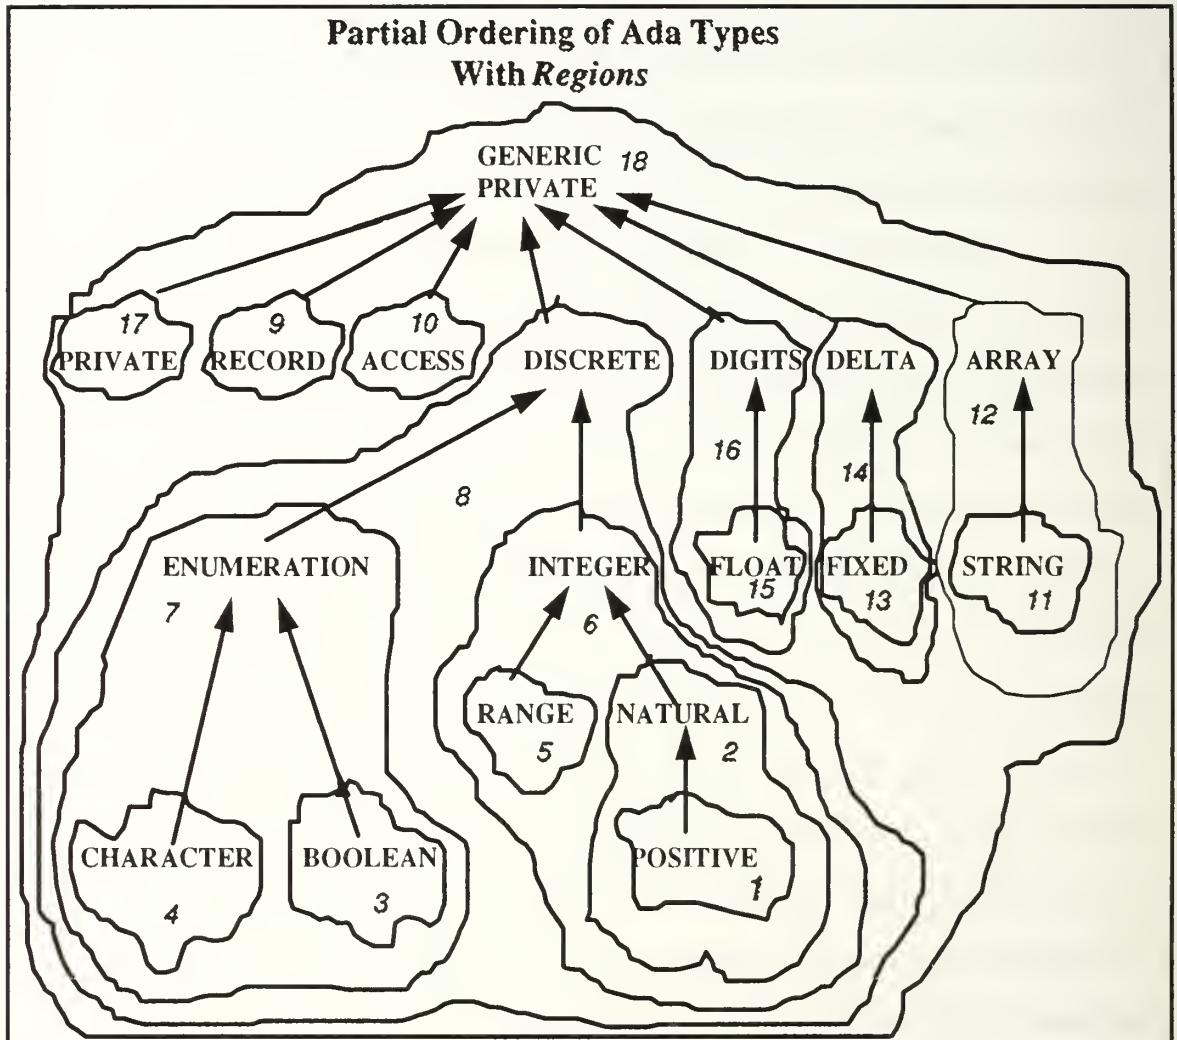 Partial Ordering of Ada Types
With Regions
GENERIC 18
PRIVATE
17 9 10
PRIVATE RECORD ACCESS DISCRETE DIGITS DELTA ARRAY
12
16
14
8
ENUMERATION INTEGER FLOAT FIXED STRING
15 13 11
7
6
RANGE NATURAL
5 2
CHARACTER BOOLEAN POSITIVE
1
4 3